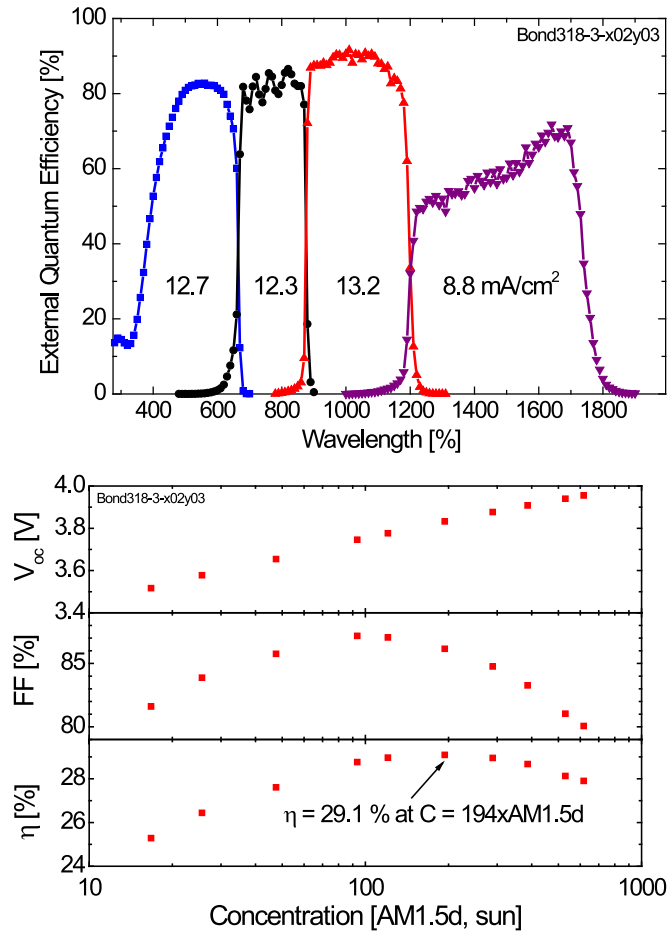 Bond318-3-x02y03
External Quantum Efficiency [%]
100
80
60
40
20
0
12.7 12.3 13.2 8.8 mA/cm²
400 600 800 1000 1200 1400 1600 1800
Wavelength [%]
Bond318-3-x02y03
V_oc [V]
4.0
3.8
3.6
3.4
FF [%]
85
80
η [%]
28
26
24
η = 29.1 % at C = 194xAM1.5d
10 100 1000
Concentration [AM1.5d, sun]